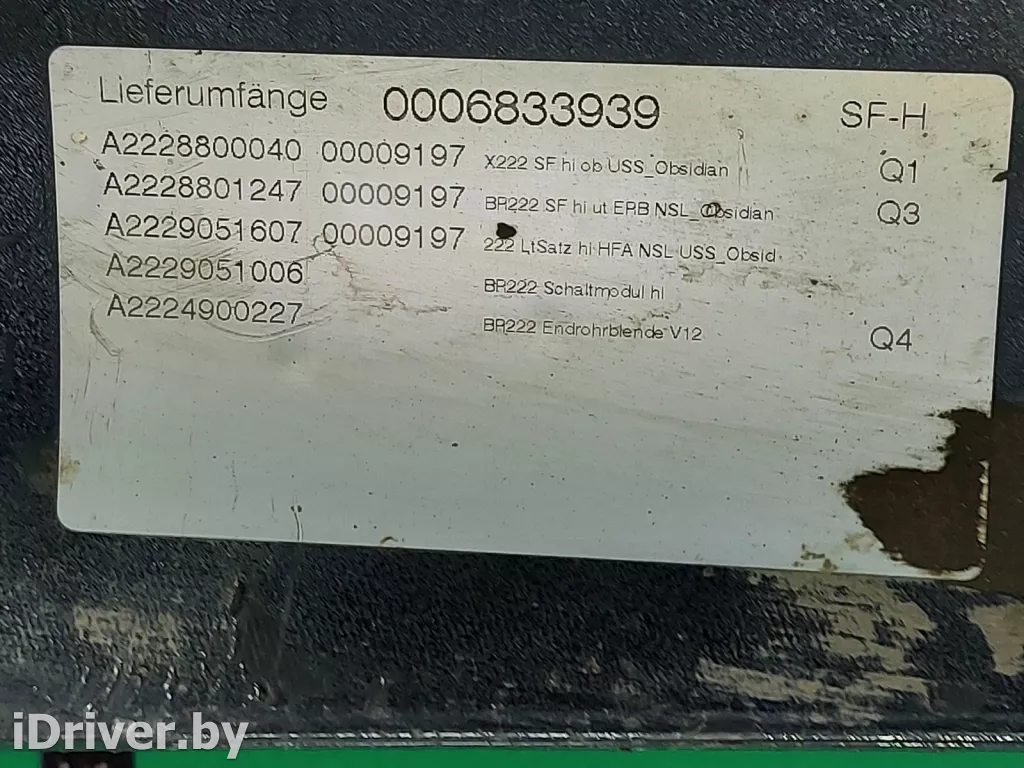 Lieferumfänge 0006833939 SF-H
A2228800040 00009197 X222 SF hi ob USS_Obsidian Q1
A2228801247 00009197 BR222 SF hi ut ERB NSL_Obsidian Q3
A2229051607 00009197 222 LtSatz hi HFA NSL USS_Obsid
A2229051006 BR222 Schaltmodul hi
A2224900227 BR222 Endrohrblende V12 Q4
iDriver.by